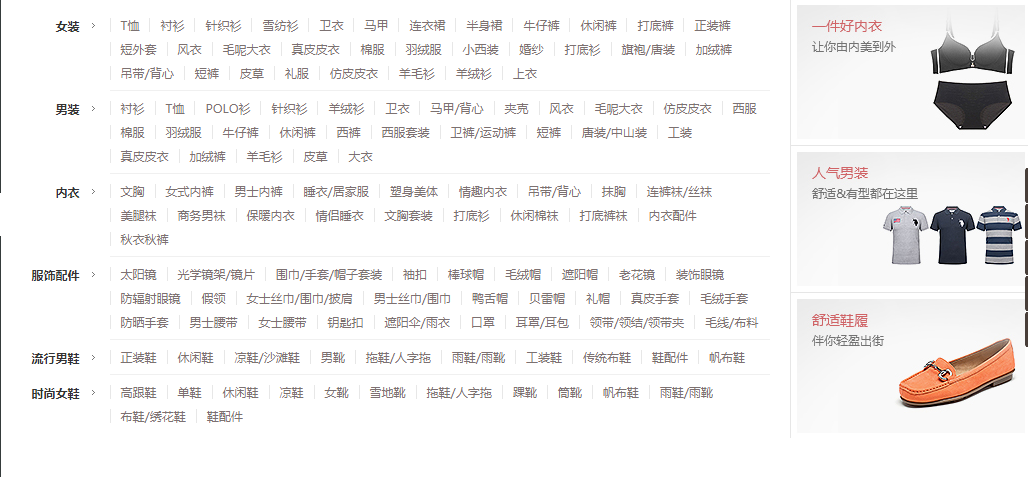 女装 > T恤 衬衫 针织衫 雪纺衫 卫衣 马甲 连衣裙 半身裙 牛仔裤 休闲裤 打底裤 正装裤
短外套 风衣 毛呢大衣 真皮皮衣 棉服 羽绒服 小西装 婚纱 打底衫 旗袍/唐装 加绒裤
吊带/背心 短裤 皮草 礼服 仿皮皮衣 羊毛衫 羊绒衫 上衣
男装 > 衬衫 T恤 POLO衫 针织衫 羊绒衫 卫衣 马甲/背心 夹克 风衣 毛呢大衣 仿皮皮衣 西服
棉服 羽绒服 牛仔裤 休闲裤 西裤 西服套装 卫裤/运动裤 短裤 唐装/中山装 工装
真皮皮衣 加绒裤 羊毛衫 皮草 大衣
内衣 > 文胸 女式内裤 男士内裤 睡衣/居家服 塑身美体 情趣内衣 吊带/背心 抹胸 连裤袜/丝袜
美腿袜 商务男袜 保暖内衣 情侣睡衣 文胸套装 打底衫 休闲棉袜 打底裤袜 内衣配件
秋衣秋裤
服饰配件 > 太阳镜 光学镜架/镜片 围巾/手套/帽子套装 袖扣 棒球帽 毛绒帽 遮阳帽 老花镜 装饰眼镜
防辐射眼镜 假领 女士丝巾/围巾/披肩 男士丝巾/围巾 鸭舌帽 贝雷帽 礼帽 真皮手套 毛绒手套
防晒手套 男士腰带 女士腰带 钥匙扣 遮阳伞/雨衣 口罩 耳罩/耳包 领带/领结/领带夹 毛线/布料
流行男鞋 > 正装鞋 休闲鞋 凉鞋/沙滩鞋 男靴 拖鞋/人字拖 雨鞋/雨靴 工装鞋 传统布鞋 鞋配件 帆布鞋
时尚女鞋 > 高跟鞋 单鞋 休闲鞋 凉鞋 女靴 雪地靴 拖鞋/人字拖 踝靴 筒靴 帆布鞋 雨鞋/雨靴
布鞋/绣花鞋 鞋配件
一件好内衣
让你由内美到外
人气男装
舒适&有型都在这里
舒适鞋履
伴你轻盈出街